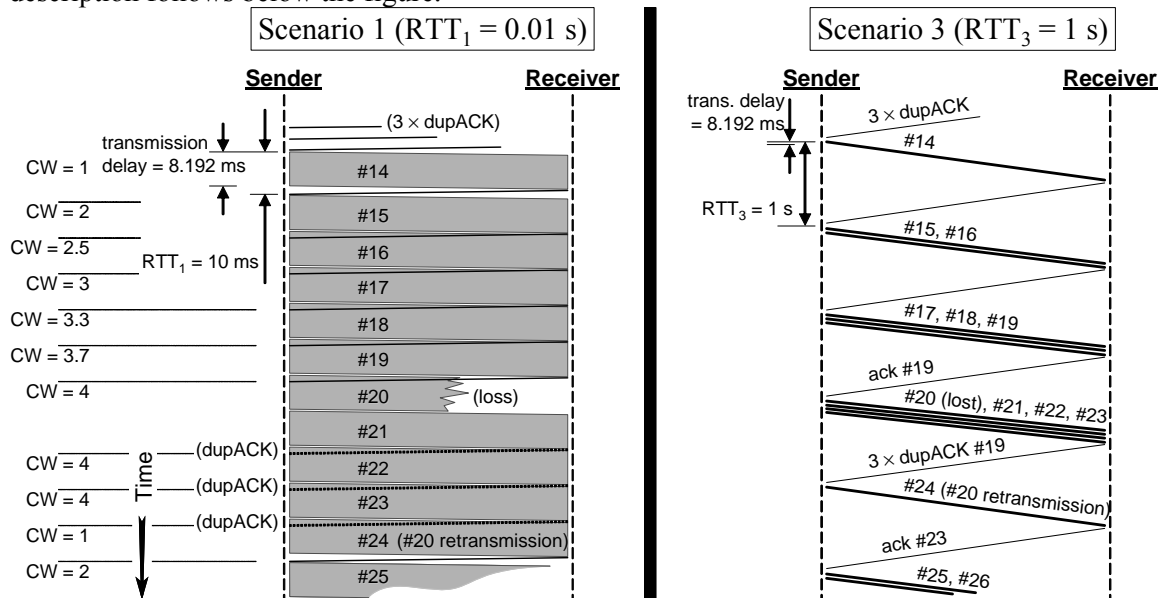 description follows below the figure.
Scenario 1 (RTT1 = 0.01 s)
Sender
Receiver
(3 × dupACK)
transmission
delay = 8.192 ms
CW = 1
#14
CW = 2
#15
CW = 2.5
RTT1 = 10 ms
#16
CW = 3
#17
CW = 3.3
#18
CW = 3.7
#19
CW = 4
#20
(loss)
#21
(dupACK)
CW = 4
#22
(dupACK)
CW = 4
#23
(dupACK)
CW = 1
#24 (#20 retransmission)
CW = 2
#25
Time
Scenario 3 (RTT3 = 1 s)
Sender
Receiver
trans. delay
= 8.192 ms
3 × dupACK
#14
RTT3 = 1 s
#15, #16
#17, #18, #19
ack #19
#20 (lost), #21, #22, #23
3 × dupACK #19
#24 (#20 retransmission)
ack #23
#25, #26